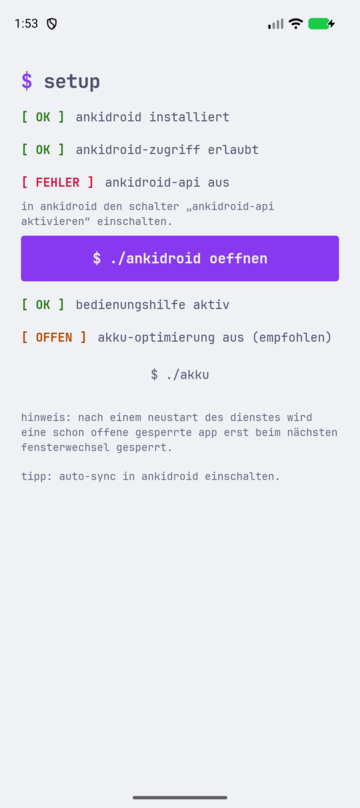 1:53
$ setup
[ OK ] ankidroid installiert
[ OK ] ankidroid-zugriff erlaubt
[ FEHLER ] ankidroid-api aus
in ankidroid den schalter „ankidroid-api
aktivieren“ einschalten.
$ ./ankidroid oeffnen
[ OK ] bedienungshilfe aktiv
[ OFFEN ] akku-optimierung aus (empfohlen)
$ ./akku
hinweis: nach einem neustart des dienstes wird
eine schon offene gesperrte app erst beim nächsten
fensterwechsel gesperrt.
tipp: auto-sync in ankidroid einschalten.